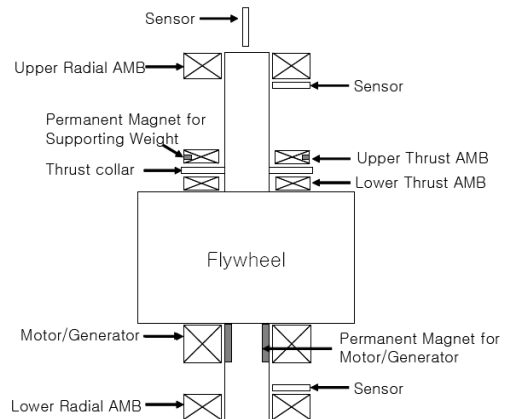 Sensor
Upper Radial AMB
Sensor
Permanent Magnet for
Supporting Weight
Upper Thrust AMB
Thrust collar
Lower Thrust AMB
Flywheel
Motor/Generator
Permanent Magnet for
Motor/Generator
Sensor
Lower Radial AMB